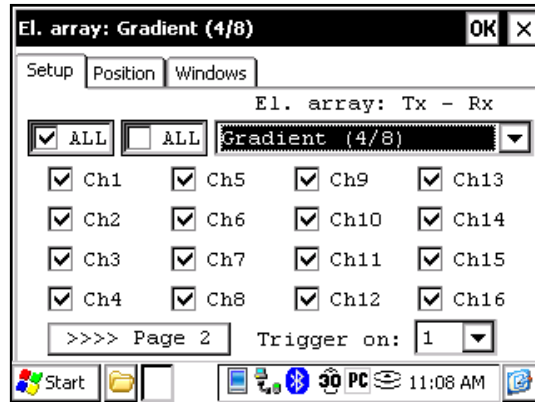 El. array: Gradient (4/8) OK ×
Setup Position Windows
El. array: Tx - Rx
ALL ALL Gradient (4/8)
Ch1 Ch5 Ch9 Ch13
Ch2 Ch6 Ch10 Ch14
Ch3 Ch7 Ch11 Ch15
Ch4 Ch8 Ch12 Ch16
>>>> Page 2 Trigger on: 1
Start 30 PC 11:08 AM